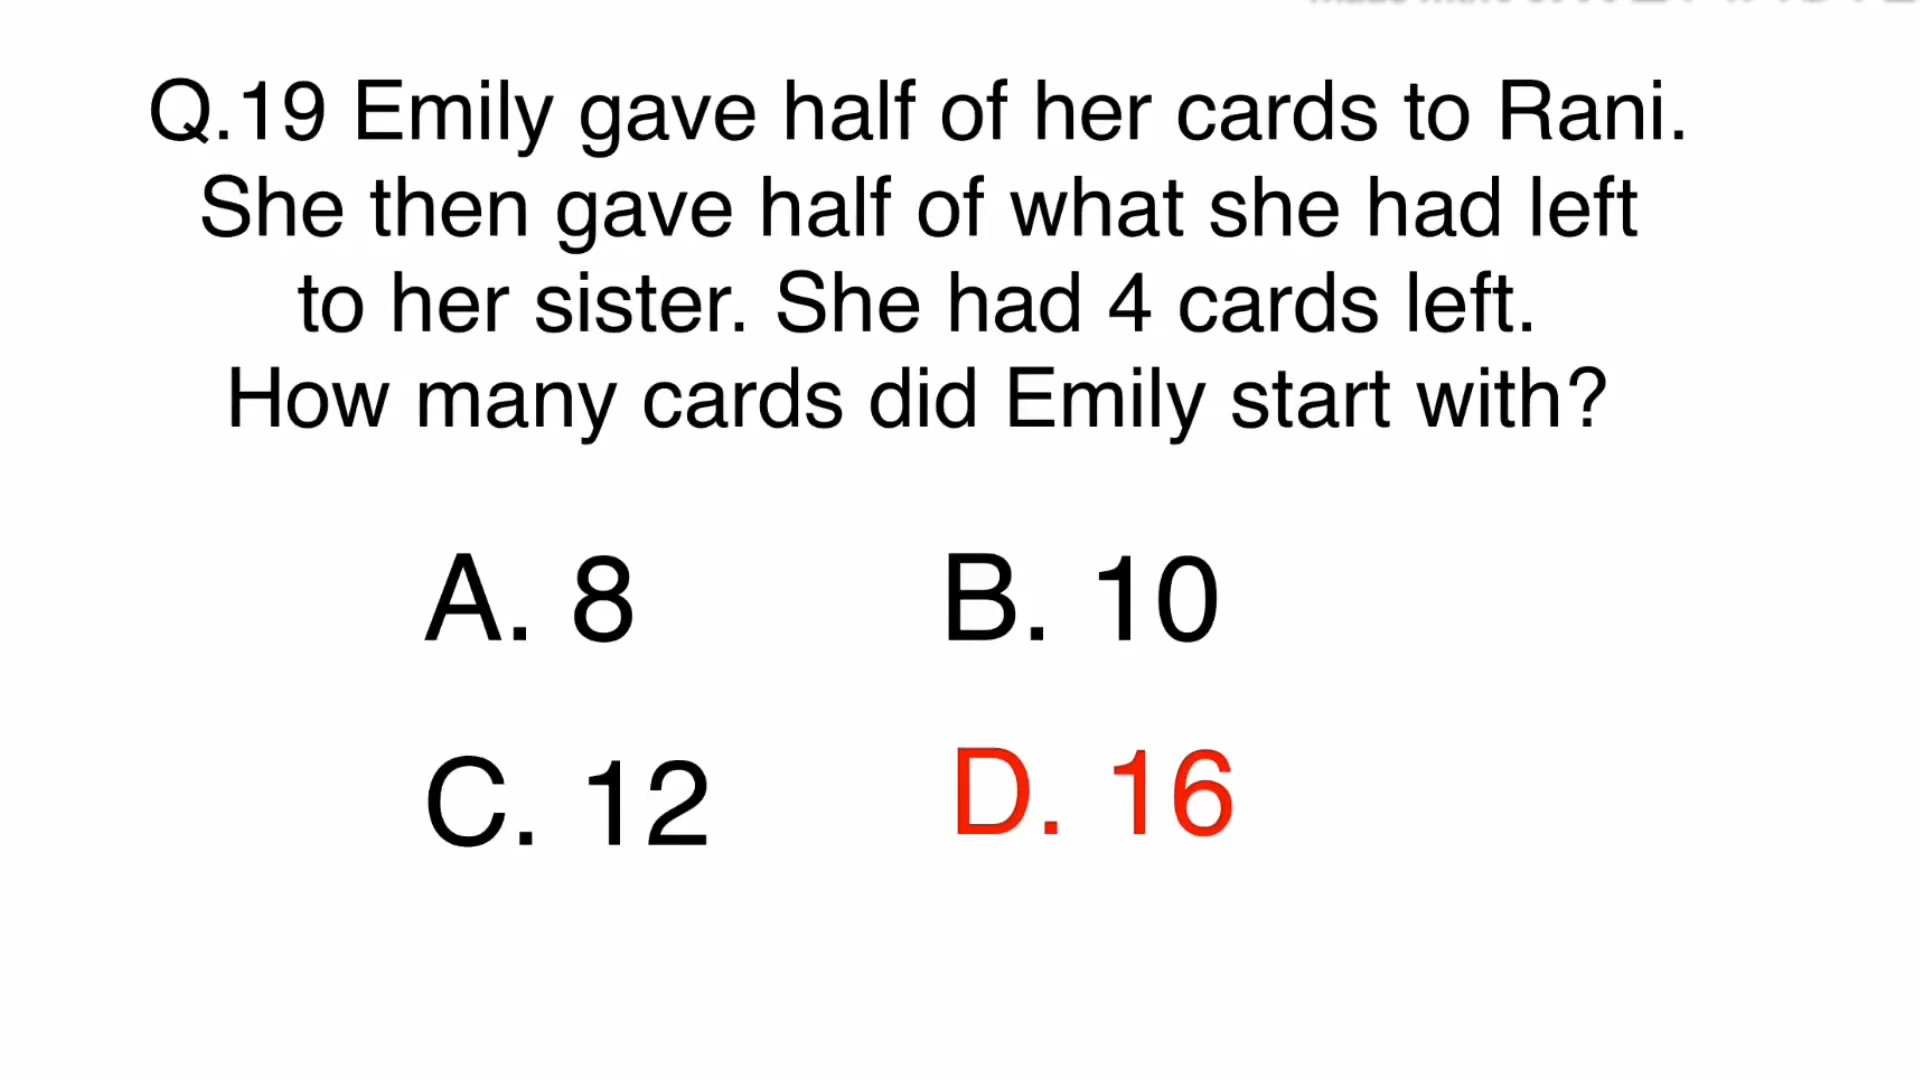 Q.19 Emily gave half of her cards to Rani.
She then gave half of what she had left
to her sister. She had 4 cards left.
How many cards did Emily start with?
A. 8
B. 10
C. 12
D. 16